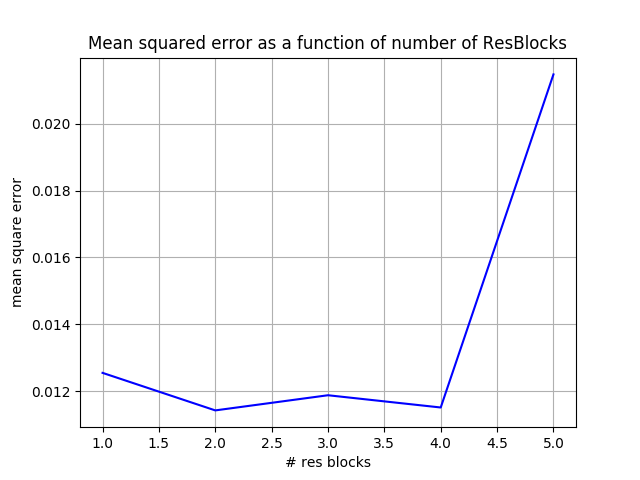 Mean squared error as a function of number of ResBlocks
0.020
0.018
0.016
0.014
0.012
mean square error
1.0 1.5 2.0 2.5 3.0 3.5 4.0 4.5 5.0
# res blocks